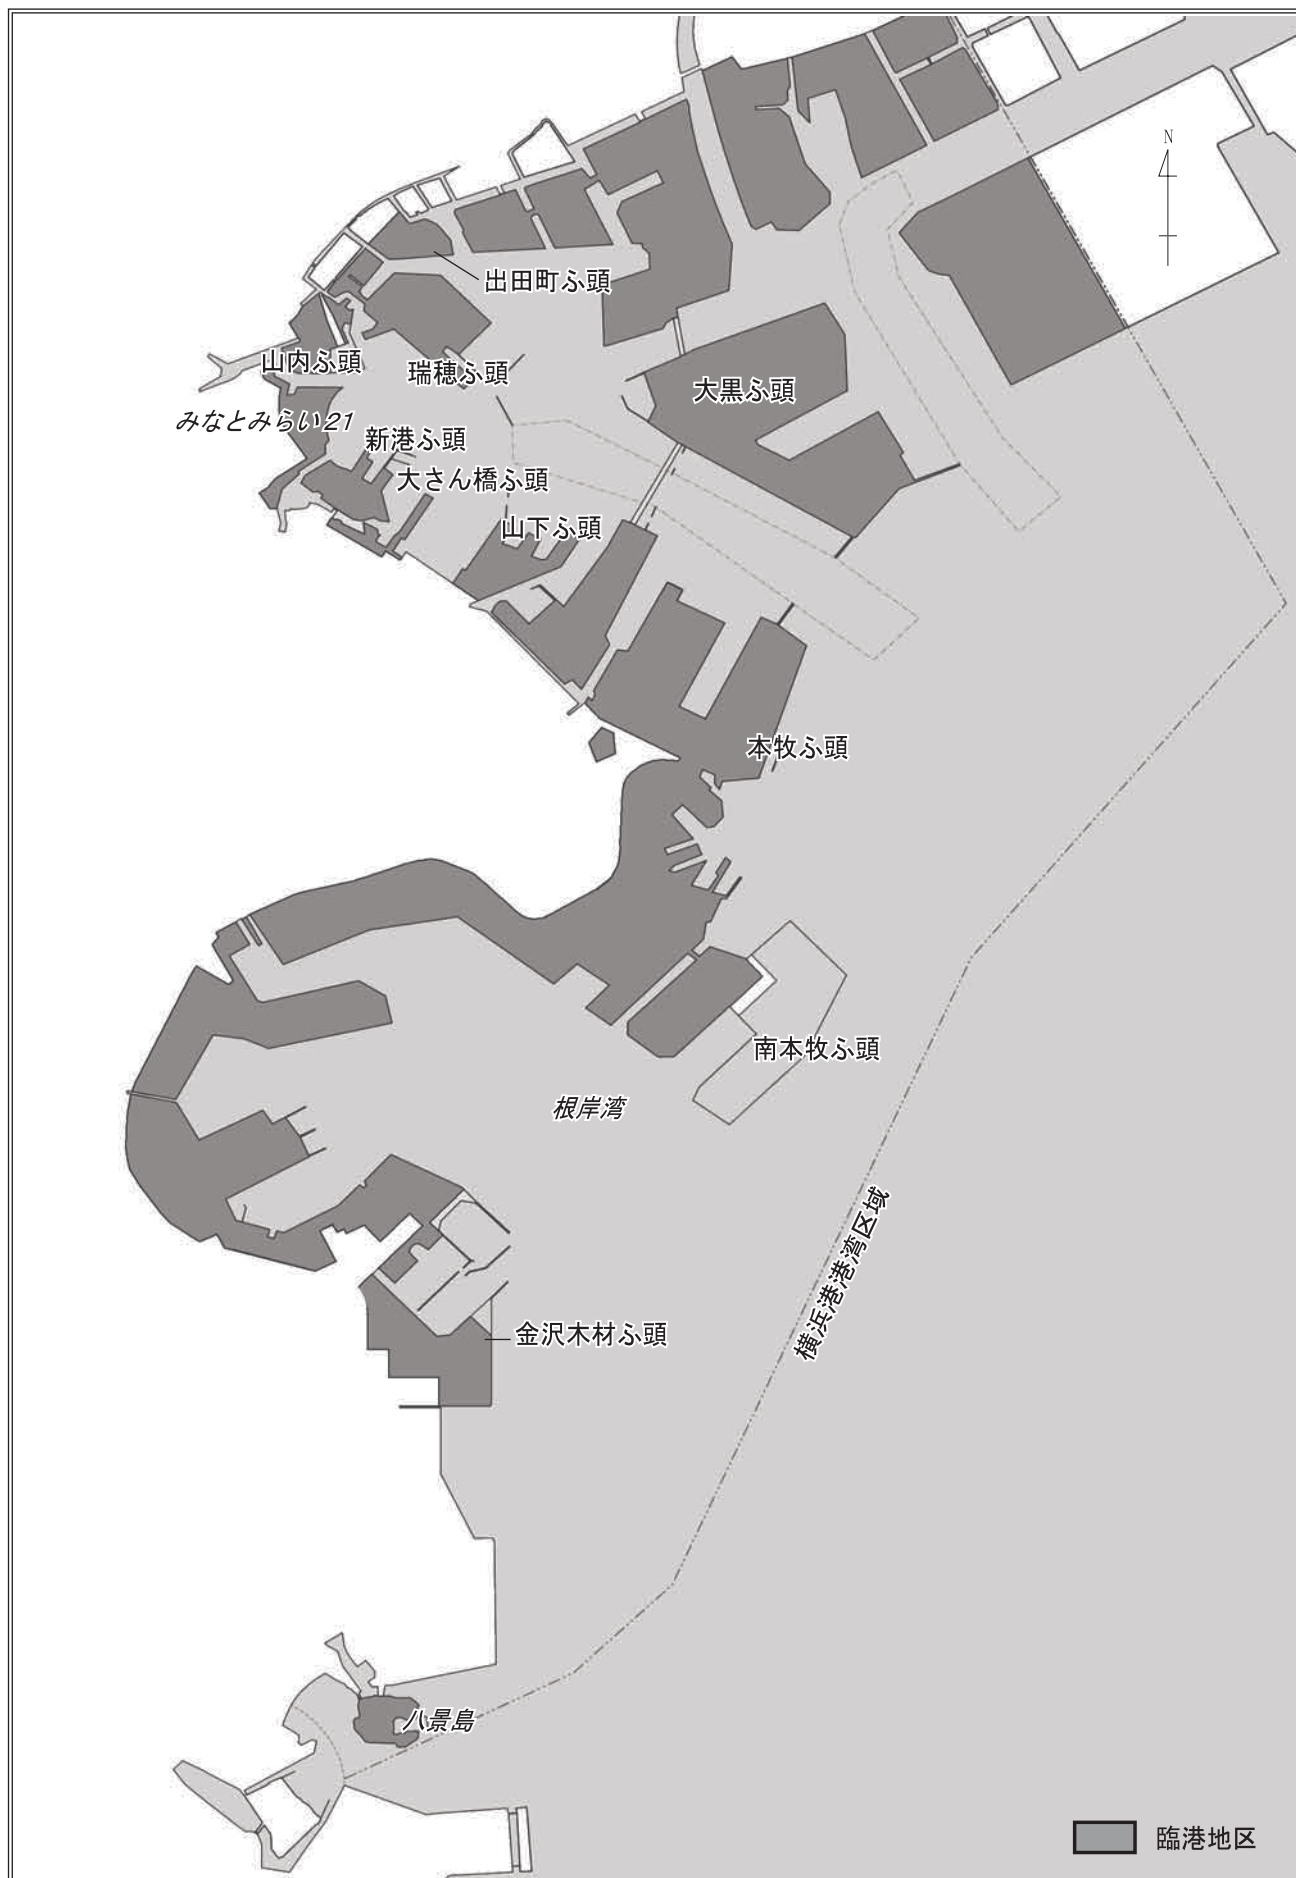 N
出田町ふ頭
山内ふ頭
瑞穂ふ頭
大黒ふ頭
みなとみらい21
新港ふ頭
大さん橋ふ頭
山下ふ頭
本牧ふ頭
南本牧ふ頭
根岸湾
横浜港港湾区域
金沢木材ふ頭
八景島
臨港地区